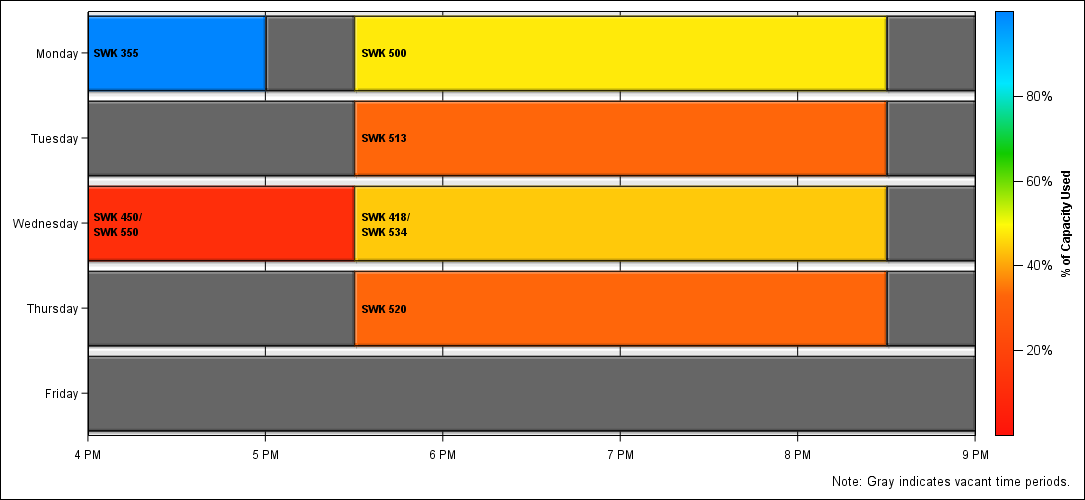 Monday
SWK 355
SWK 500
Tuesday
SWK 513
Wednesday
SWK 450/
SWK 550
SWK 418/
SWK 534
Thursday
SWK 520
Friday
4 PM
5 PM
6 PM
7 PM
8 PM
9 PM
80%
60%
40%
20%
% of Capacity Used
Note: Gray indicates vacant time periods.